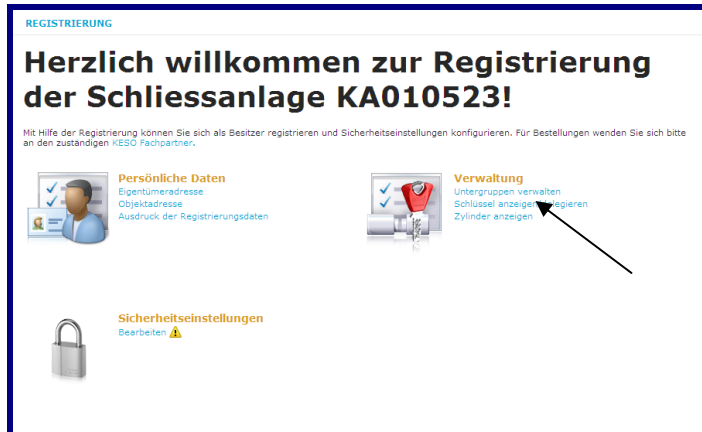 REGISTRIERUNG
Herzlich willkommen zur Registrierung
der Schliessanlage KA010523!
Mit Hilfe der Registrierung können Sie sich als Besitzer registrieren und Sicherheitseinstellungen konfigurieren. Für Bestellungen wenden Sie sich bitte
an den zuständigen KESO Fachpartner.
Persönliche Daten
Eigentümeradresse
Objektadresse
Ausdruck der Registrierungsdaten
Verwaltung
Untergruppen verwalten
Schlüssel anzeigen/delegieren
Zylinder anzeigen
Sicherheitseinstellungen
Bearbeiten